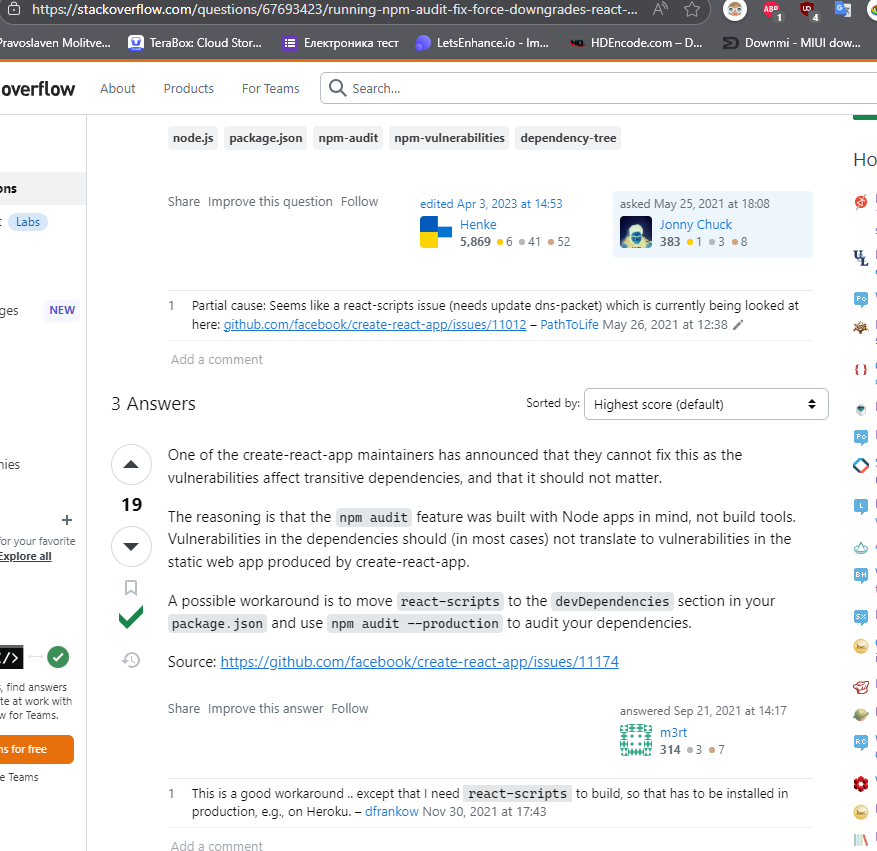 https://stackoverflow.com/questions/67693423/running-npm-audit-fix-force-downgrades-react-...
Pravoslaven Molitve... TeraBox: Cloud Stor... Електроника тест LetsEnhance.io - Im... HDEncode.com – D... Downmi - MIUI dow...
overflow About Products For Teams Search...
node.js package.json npm-audit npm-vulnerabilities dependency-tree
Ho
ons
Labs
Share Improve this question Follow
edited Apr 3, 2023 at 14:53
Henke
5,869 6 41 52
asked May 25, 2021 at 18:08
Jonny Chuck
383 1 3 8
ges NEW
1 Partial cause: Seems like a react-scripts issue (needs update dns-packet) which is currently being looked at
here: github.com/facebook/create-react-app/issues/11012 – PathToLife May 26, 2021 at 12:38
Add a comment
3 Answers
Sorted by: Highest score (default)
One of the create-react-app maintainers has announced that they cannot fix this as the
vulnerabilities affect transitive dependencies, and that it should not matter.
nies
19
The reasoning is that the npm audit feature was built with Node apps in mind, not build tools.
Vulnerabilities in the dependencies should (in most cases) not translate to vulnerabilities in the
static web app produced by create-react-app.
for your favorite
Explore all
A possible workaround is to move react-scripts to the devDependencies section in your
package.json and use npm audit --production to audit your dependencies.
Source: https://github.com/facebook/create-react-app/issues/11174
, find answers
te at work with
w for Teams.
ns for free
e Teams
Share Improve this answer Follow
answered Sep 21, 2021 at 14:17
m3rt
314 3 7
1 This is a good workaround .. except that I need react-scripts to build, so that has to be installed in
production, e.g., on Heroku. – dfrankow Nov 30, 2021 at 17:43
Add a comment